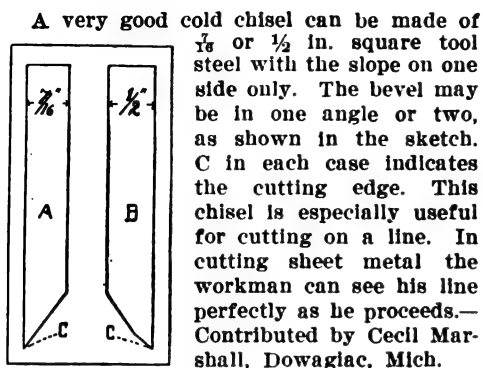 A very good cold chisel can be made of
7/16 or ½ in. square tool
steel with the slope on one
side only. The bevel may
be in one angle or two,
as shown in the sketch.
C in each case indicates
the cutting edge. This
chisel is especially useful
for cutting on a line. In
cutting sheet metal the
workman can see his line
perfectly as he proceeds.—
Contributed by Cecil Mar-
shall, Dowagiac, Mich.
7/16"
½"
A
B
C
C